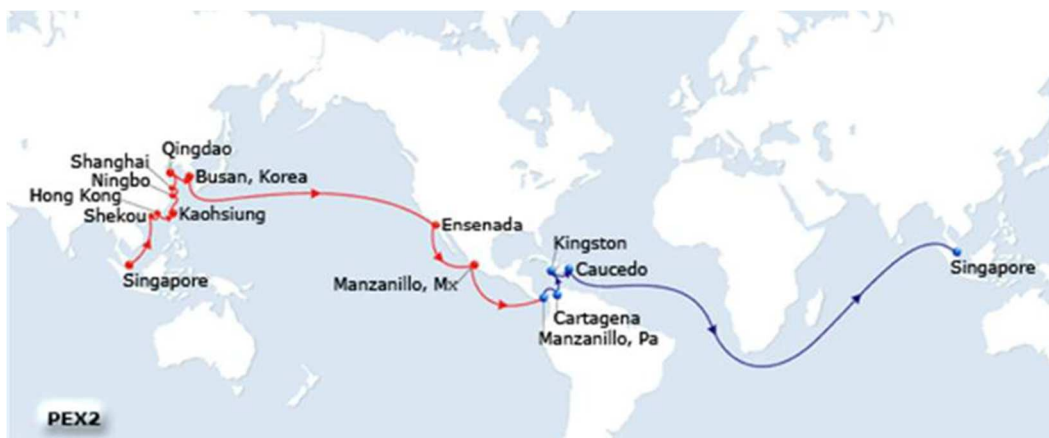 Qingdao
Shanghai
Ningbo
Busan, Korea
Hong Kong
Shekou
Kaohsiung
Singapore
Ensenada
Manzanillo, Mx
Kingston
Caucedo
Cartagena
Manzanillo, Pa
Singapore
PEX2